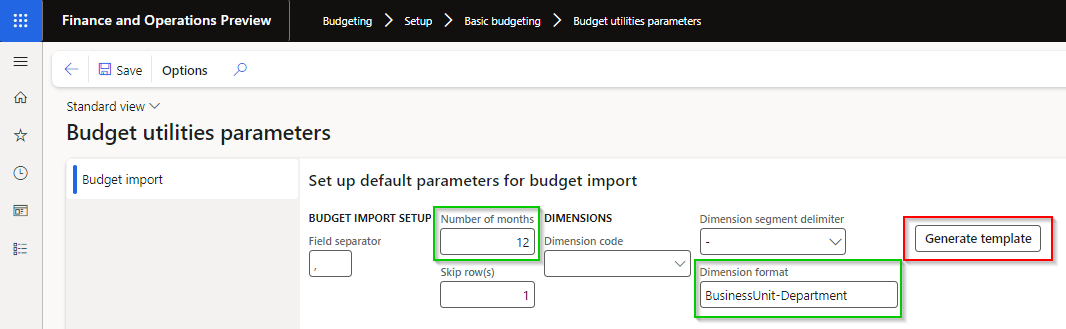 Finance and Operations Preview
Budgeting > Setup > Basic budgeting > Budget utilities parameters
Save Options
Standard view
Budget utilities parameters
Budget import
Set up default parameters for budget import
BUDGET IMPORT SETUP
Field separator
,
Number of months
12
Skip row(s)
1
DIMENSIONS
Dimension code
Dimension segment delimiter
-
Dimension format
BusinessUnit-Department
Generate template